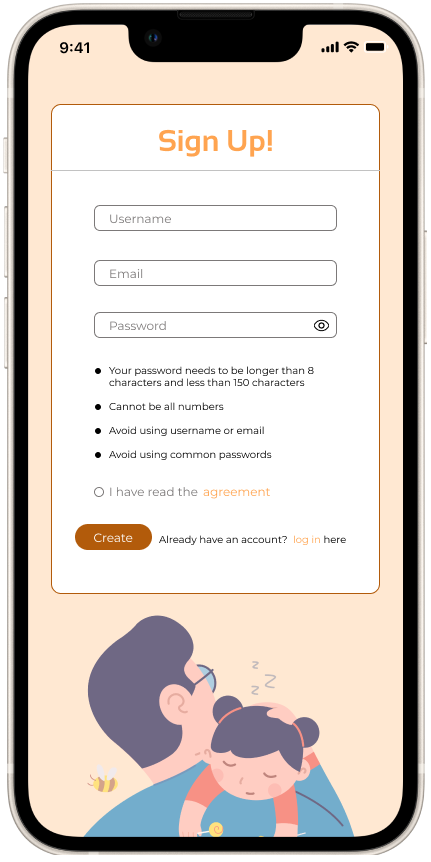 9:41
Sign Up!
Username
Email
Password
Your password needs to be longer than 8
characters and less than 150 characters
Cannot be all numbers
Avoid using username or email
Avoid using common passwords
I have read the agreement
Create Already have an account? log in here
z
Z
z